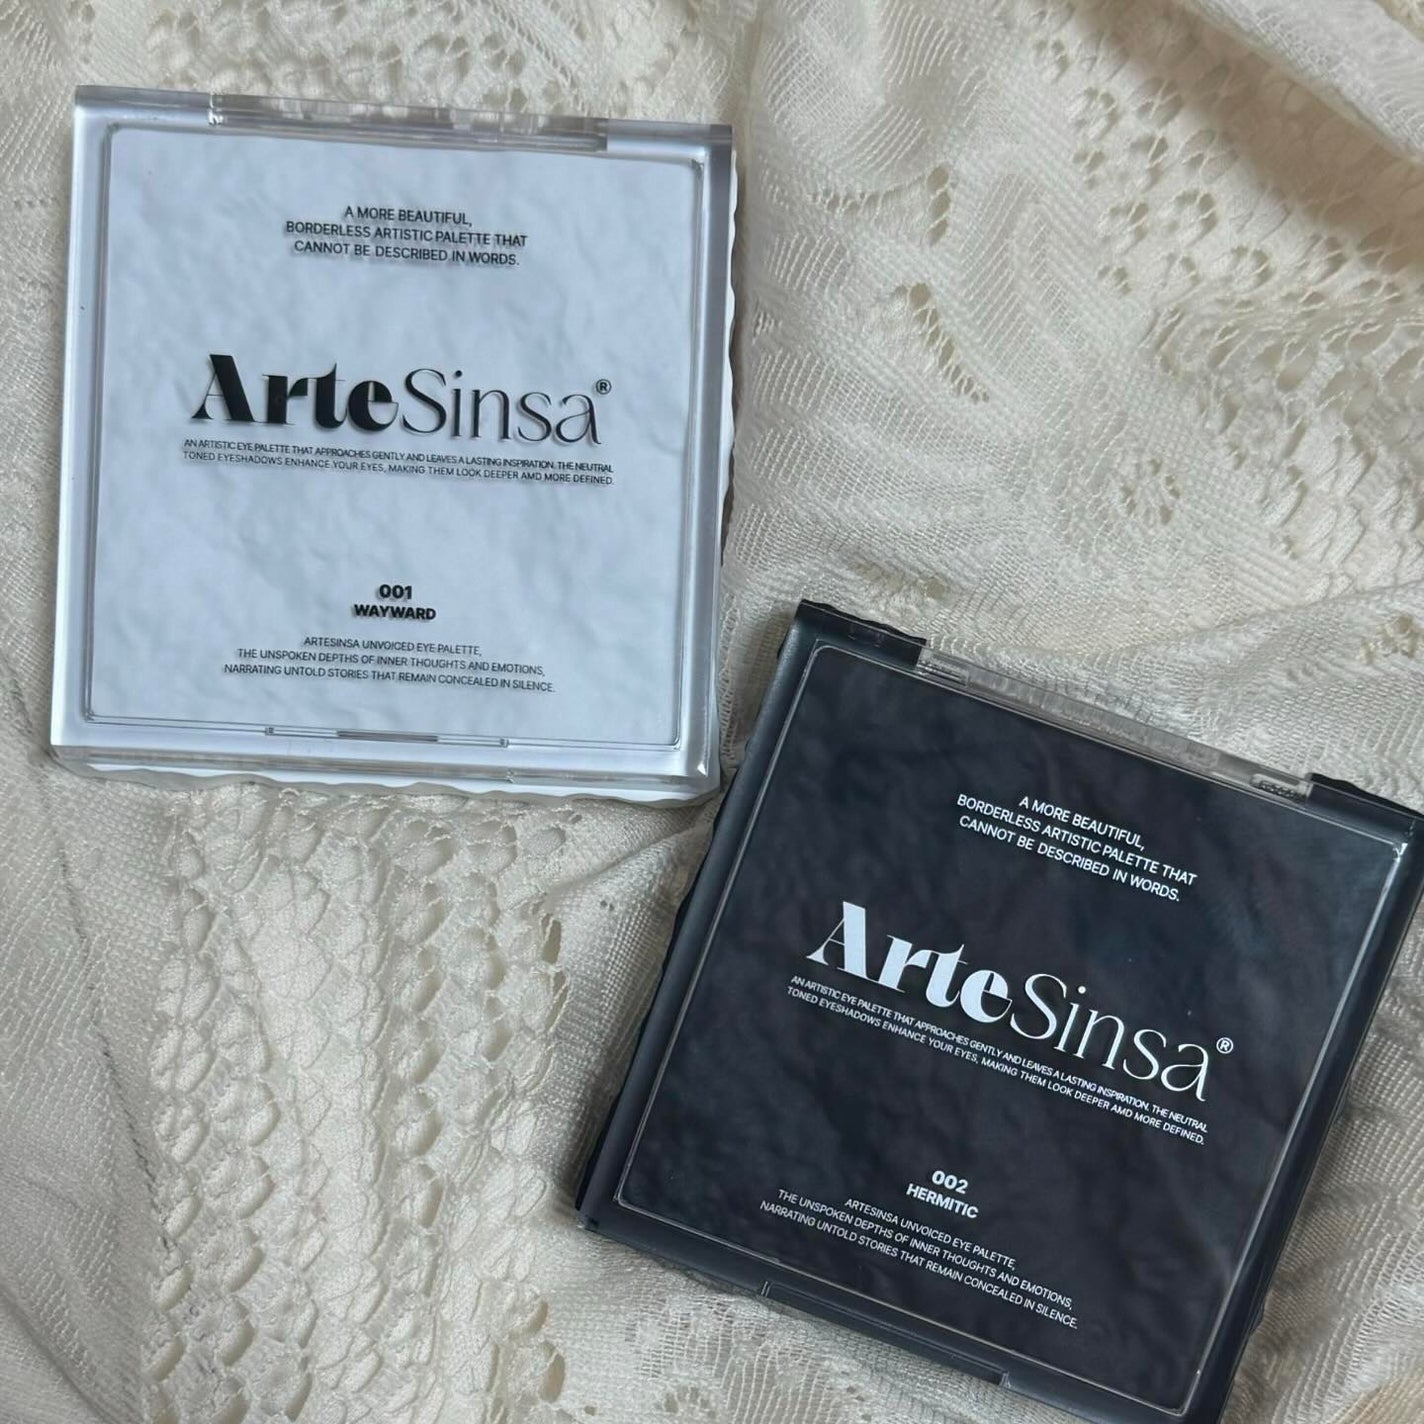 A MORE BEAUTIFUL,
BORDERLESS ARTISTIC PALETTE THAT
CANNOT BE DESCRIBED IN WORDS.
ArteSinsa®
AN ARTISTIC EYE PALETTE THAT APPROACHES GENTLY AND LEAVES A LASTING INSPIRATION. THE NEUTRAL
TONED EYESHADOWS ENHANCE YOUR EYES, MAKING THEM LOOK DEEPER AMD MORE DEFINED.
001
WAYWARD
ARTESINSA UNVOICED EYE PALETTE,
THE UNSPOKEN DEPTHS OF INNER THOUGHTS AND EMOTIONS,
NARRATING UNTOLD STORIES THAT REMAIN CONCEALED IN SILENCE.
A MORE BEAUTIFUL,
BORDERLESS ARTISTIC PALETTE THAT
CANNOT BE DESCRIBED IN WORDS.
ArteSinsa®
AN ARTISTIC EYE PALETTE THAT APPROACHES GENTLY AND LEAVES A LASTING INSPIRATION. THE NEUTRAL
TONED EYESHADOWS ENHANCE YOUR EYES, MAKING THEM LOOK DEEPER AMD MORE DEFINED.
002
HERMITIC
ARTESINSA UNVOICED EYE PALETTE,
THE UNSPOKEN DEPTHS OF INNER THOUGHTS AND EMOTIONS,
NARRATING UNTOLD STORIES THAT REMAIN CONCEALED IN SILENCE.